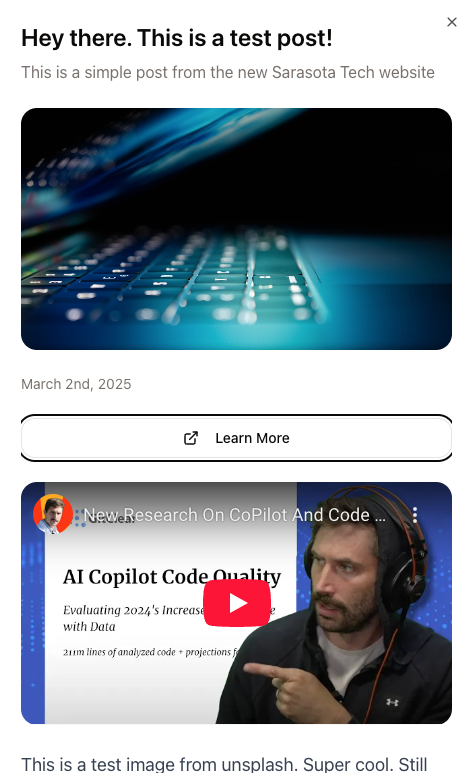 Hey there. This is a test post!
This is a simple post from the new Sarasota Tech website
March 2nd, 2025
Learn More
New Research On CoPilot And Code ...
AI Copilot Code Quality
Evaluating 2024's Increase
with Data
211m lines of analyzed code + projections
This is a test image from unsplash. Super cool. Still